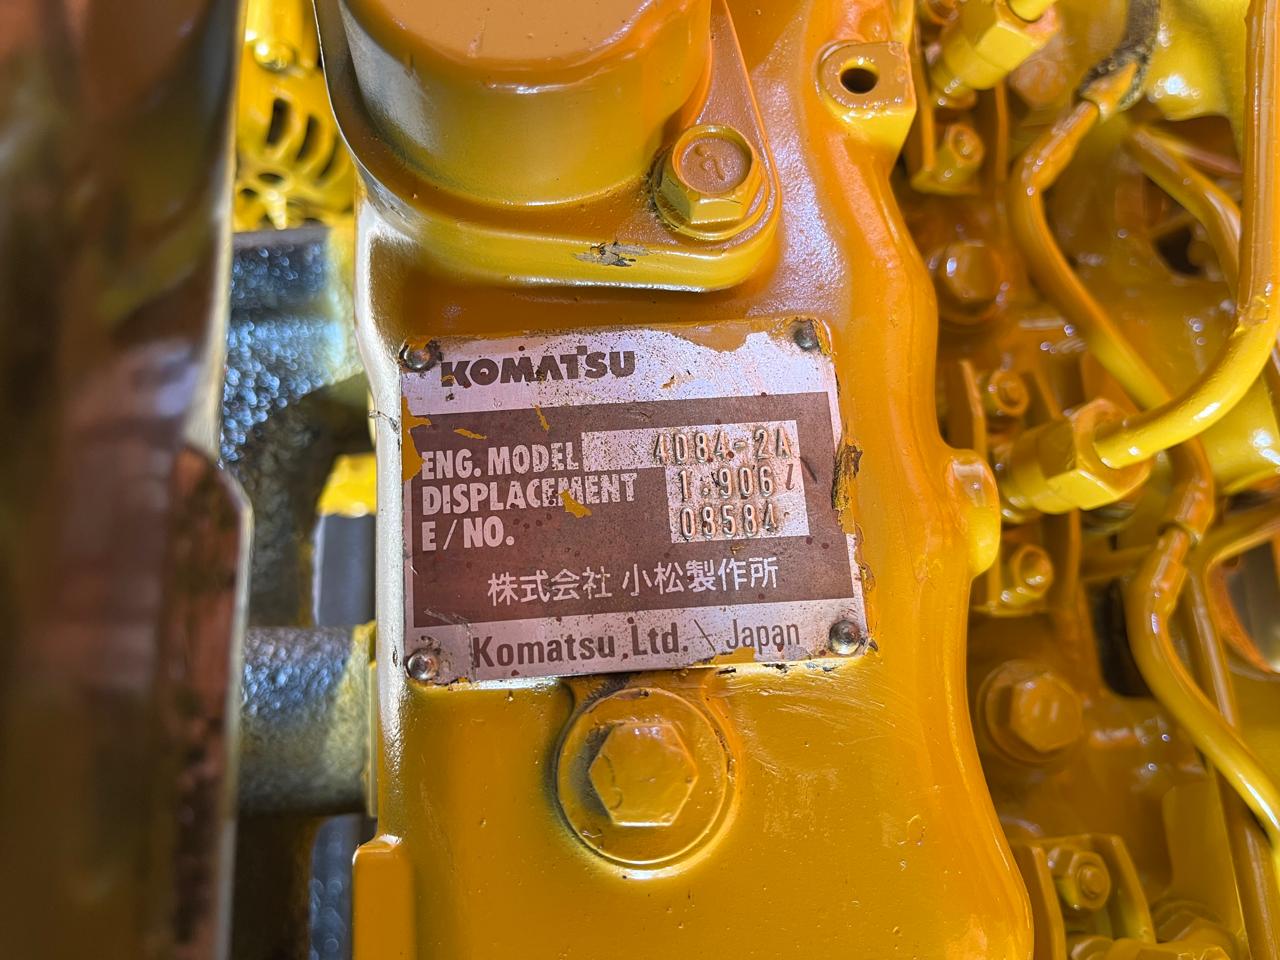 KOMATSU
ENG. MODEL 4D84-2A
DISPLACEMENT 1.906 l
E/NO. 08584
株式会社 小松製作所
Komatsu Ltd. Japan